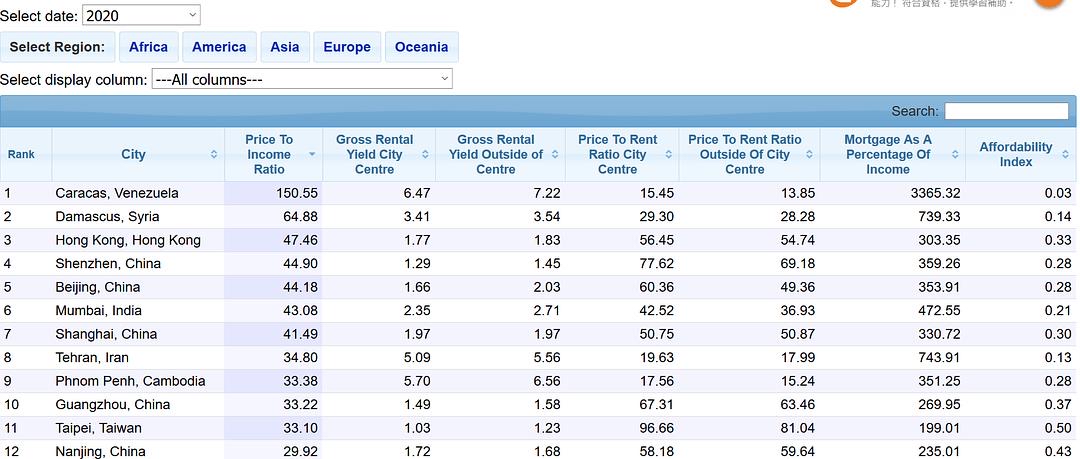 能力！ 符合資格，提供學習補助。
Select date: 2020
Select Region: Africa America Asia Europe Oceania
Select display column: ---All columns---
Search:
Rank City Price To Income Ratio Gross Rental Yield City Centre Gross Rental Yield Outside of Centre Price To Rent Ratio City Centre Price To Rent Ratio Outside Of City Centre Mortgage As A Percentage Of Income Affordability Index
1 Caracas, Venezuela 150.55 6.47 7.22 15.45 13.85 3365.32 0.03
2 Damascus, Syria 64.88 3.41 3.54 29.30 28.28 739.33 0.14
3 Hong Kong, Hong Kong 47.46 1.77 1.83 56.45 54.74 303.35 0.33
4 Shenzhen, China 44.90 1.29 1.45 77.62 69.18 359.26 0.28
5 Beijing, China 44.18 1.66 2.03 60.36 49.36 353.91 0.28
6 Mumbai, India 43.08 2.35 2.71 42.52 36.93 472.55 0.21
7 Shanghai, China 41.49 1.97 1.97 50.75 50.87 330.72 0.30
8 Tehran, Iran 34.80 5.09 5.56 19.63 17.99 743.91 0.13
9 Phnom Penh, Cambodia 33.38 5.70 6.56 17.56 15.24 351.25 0.28
10 Guangzhou, China 33.22 1.49 1.58 67.31 63.46 269.95 0.37
11 Taipei, Taiwan 33.10 1.03 1.23 96.66 81.04 199.01 0.50
12 Nanjing, China 29.92 1.72 1.68 58.18 59.64 235.01 0.43